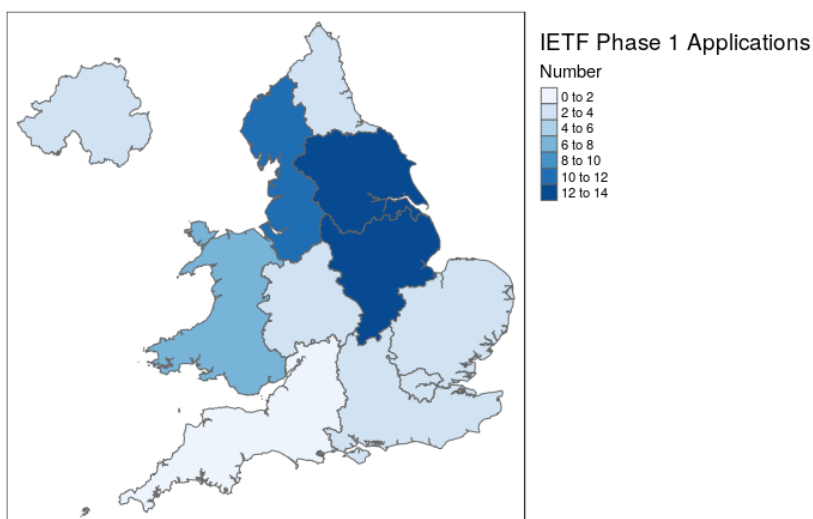 IETF Phase 1 Applications
Number
0 to 2
2 to 4
4 to 6
6 to 8
8 to 10
10 to 12
12 to 14